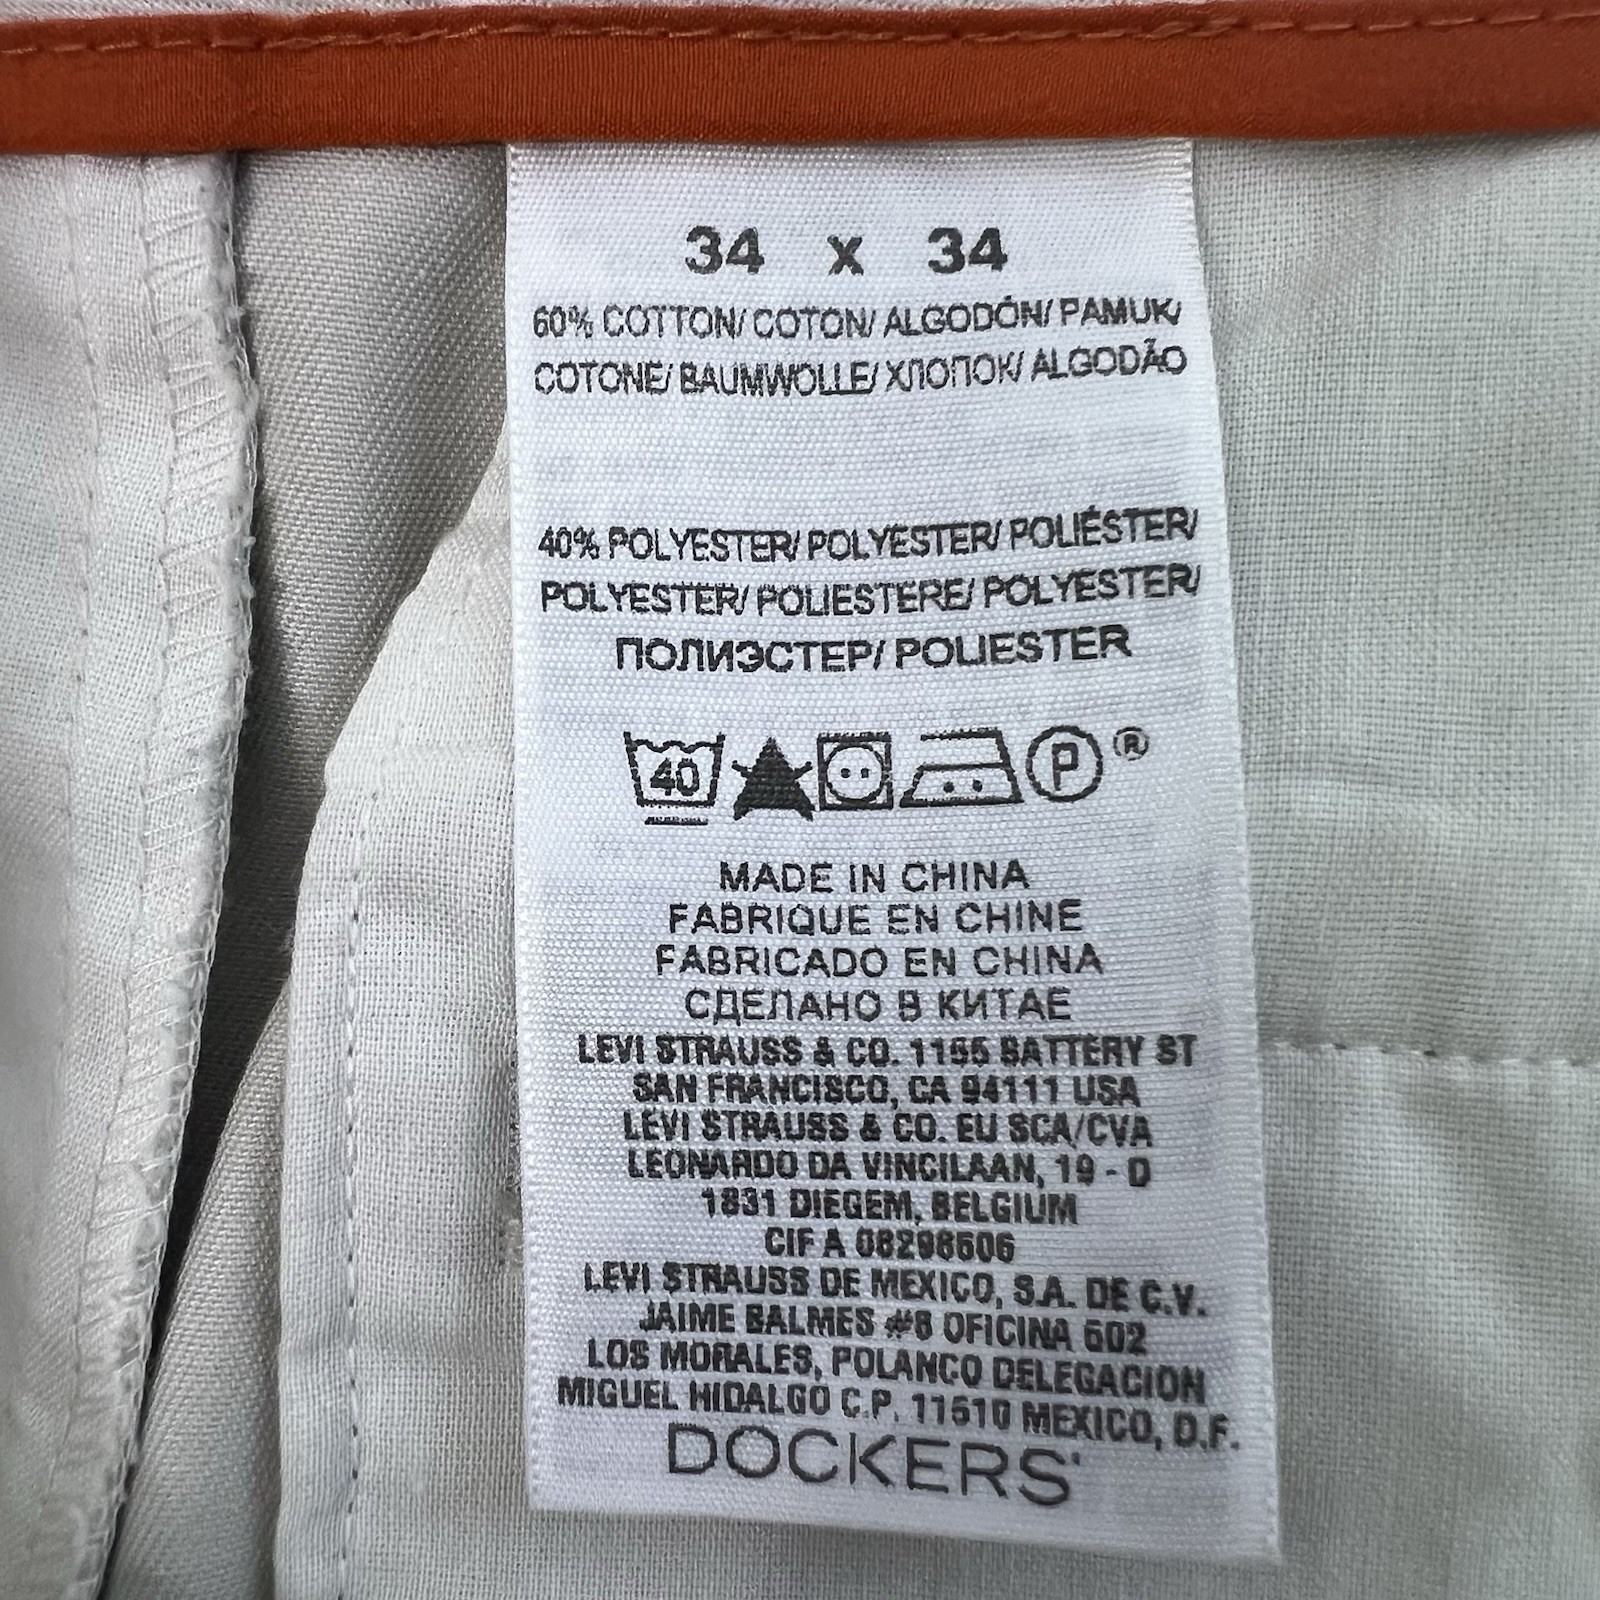 34 x 34
60% COTTON/ COTON/ ALGODÓN/ PAMUK/
COTONE/ BAUMWOLLE/ ХЛОПОК/ ALGODÃO
40% POLYESTER/ POLYESTER/ POLIÉSTER/
POLYESTER/ POLIESTERE/ POLYESTER/
ПОЛИЭСТЕР/ POLIESTER
40 P ®
MADE IN CHINA
FABRIQUE EN CHINE
FABRICADO EN CHINA
СДЕЛАНО В КИТАЕ
LEVI STRAUSS & CO. 1155 BATTERY ST
SAN FRANCISCO, CA 94111 USA
LEVI STRAUSS & CO. EU SCA/CVA
LEONARDO DA VINCILAAN, 19 - D
1831 DIEGEM, BELGIUM
CIF A
LEVI STRAUSS DE MEXICO, S.A. DE C.V.
JAIME BALMES #8 OFICINA 602
LOS MORALES, POLANCO DELEGACION
MIGUEL HIDALGO C.P. 11510 MEXICO, D.F.
DOCKERS